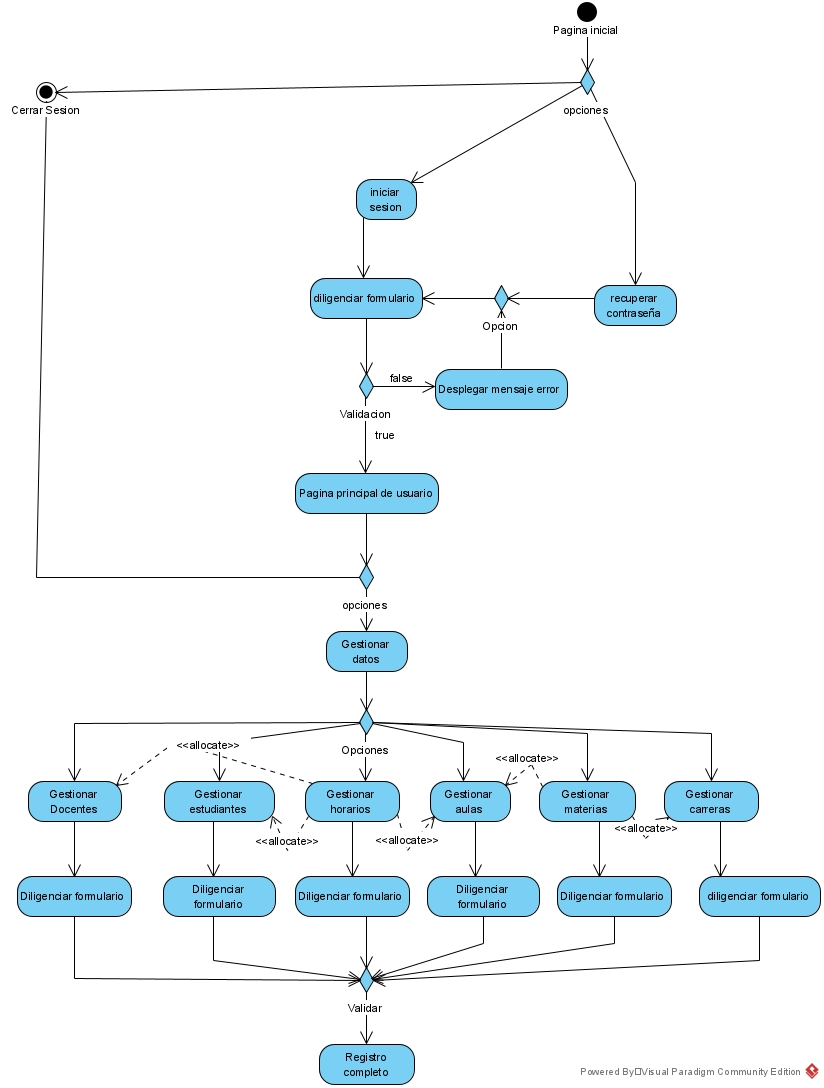 Pagina inicial
Cerrar Sesion
opciones
iniciar
sesion
diligenciar formulario
recuperar
contraseña
Opcion
false
Desplegar mensaje error
Validacion
true
Pagina principal de usuario
opciones
Gestionar
datos
<<allocate>>
Opciones
<<allocate>>
Gestionar
Docentes
Gestionar
estudiantes
Gestionar
horarios
Gestionar
aulas
Gestionar
materias
Gestionar
carreras
<<allocate>>
<<allocate>>
<<allocate>>
Diligenciar formulario
Diligenciar
formulario
Diligenciar formulario
Diligenciar
formulario
Diligenciar formulario
diligenciar formulario
Validar
Registro
completo
Powered By□Visual Paradigm Community Edition